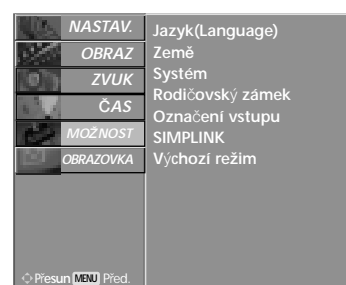 NASTAV.
OBRAZ
ZVUK
ČAS
MOŽNOST
OBRAZOVKA
Jazyk(Language)
Země
Systém
Rodičovský zámek
Označení vstupu
SIMPLINK
Výchozí režim
Přesun MENU Před.